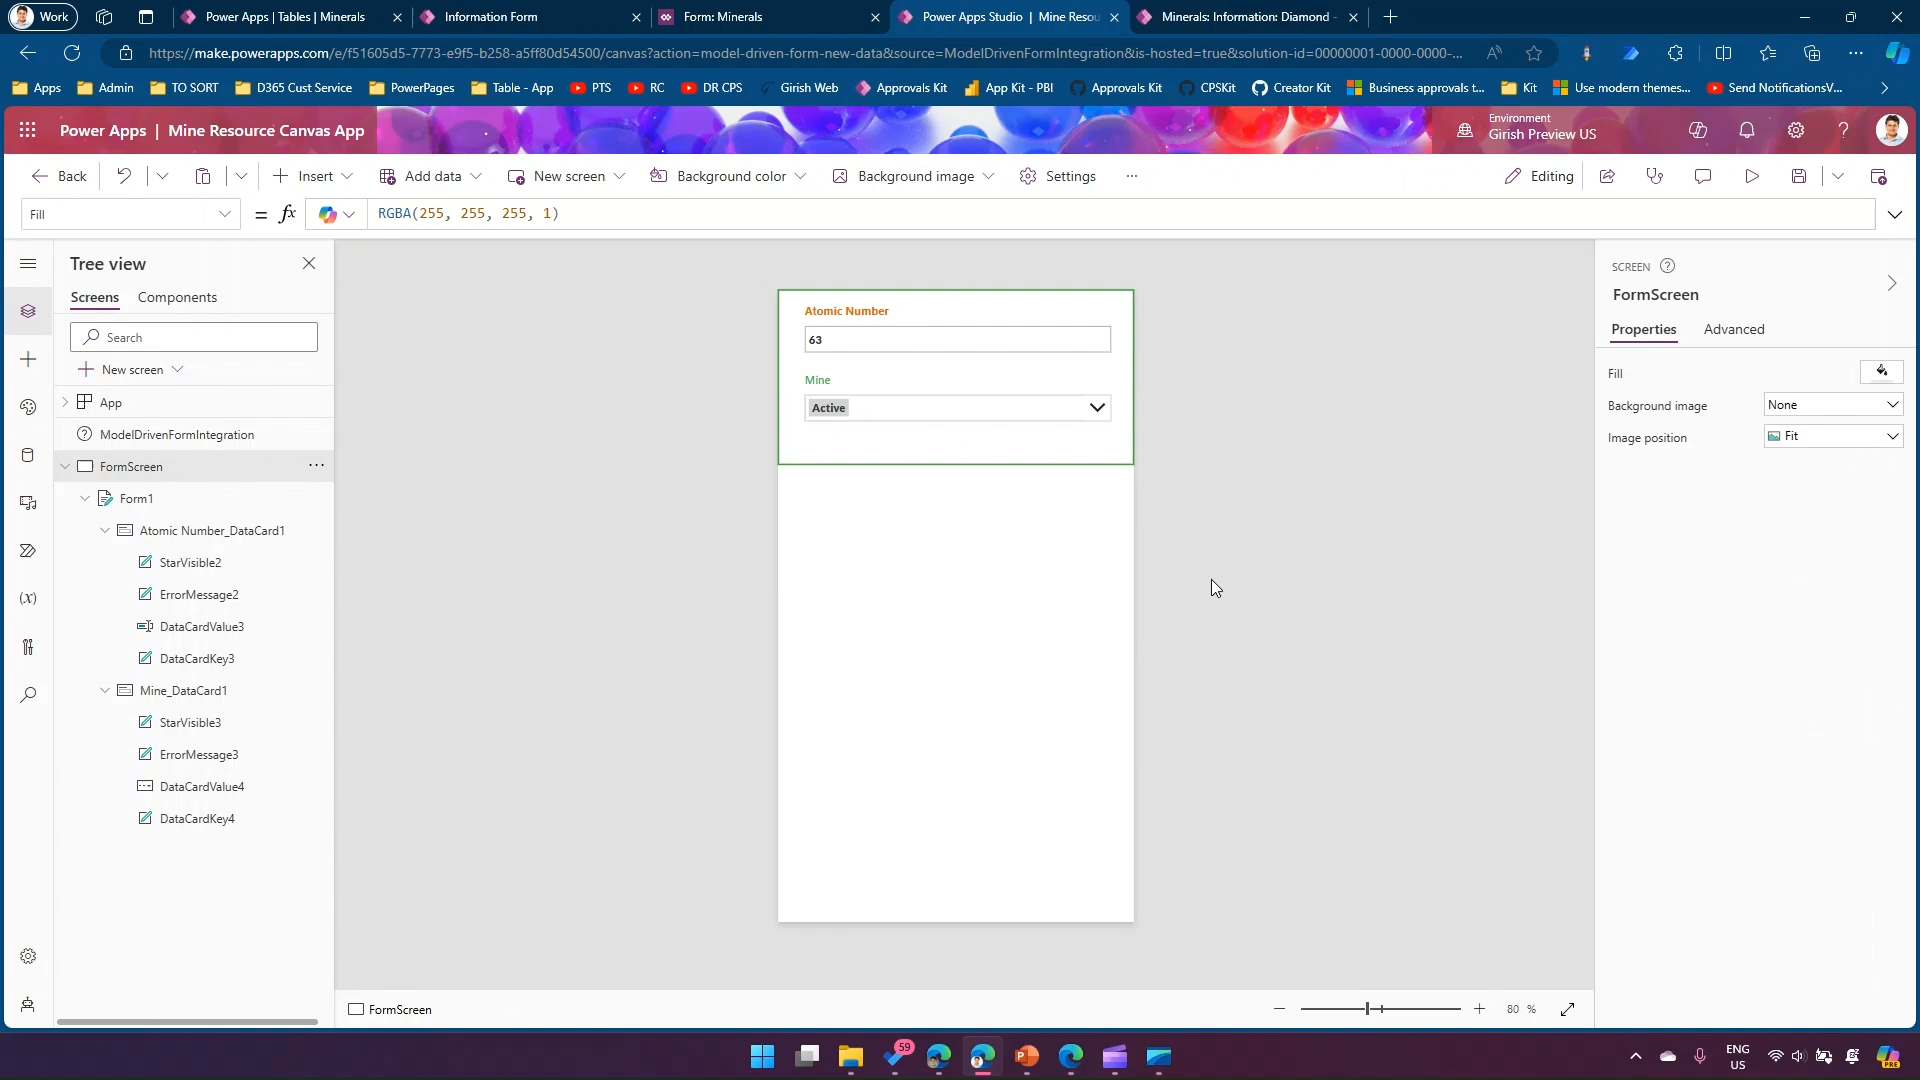 Work
Power Apps | Tables | Minerals
Information Form
Form: Minerals
Power Apps Studio | Mine Resou
Minerals: Information: Diamond -
https://make.powerapps.com/e/f51605d5-7773-e9f5-b258-a5ff80d54500/canvas?action=model-driven-form-new-data&source=ModelDrivenFormIntegration&is-hosted=true&solution-id=00000001-0000-0000-...
Apps
Admin
TO SORT
D365 Cust Service
PowerPages
Table - App
PTS
RC
DR CPS
Girish Web
Approvals Kit
App Kit - PBI
Approvals Kit
CPSKit
Creator Kit
Business approvals t...
Kit
Use modern themes...
Send NotificationsV...
Power Apps | Mine Resource Canvas App
Environment
Girish Preview US
Back
Insert
Add data
New screen
Background color
Background image
Settings
...
Editing
Fill
= fx
RGBA(255, 255, 255, 1)
Tree view
Screens
Components
Search
New screen
App
ModelDrivenFormIntegration
FormScreen
...
Form1
Atomic Number_DataCard1
StarVisible2
ErrorMessage2
DataCardValue3
DataCardKey3
Mine_DataCard1
StarVisible3
ErrorMessage3
DataCardValue4
DataCardKey4
Atomic Number
63
Mine
Active
SCREEN
FormScreen
Properties
Advanced
Fill
Background image
None
Image position
Fit
FormScreen
80 %
59
ENG
US
PRE